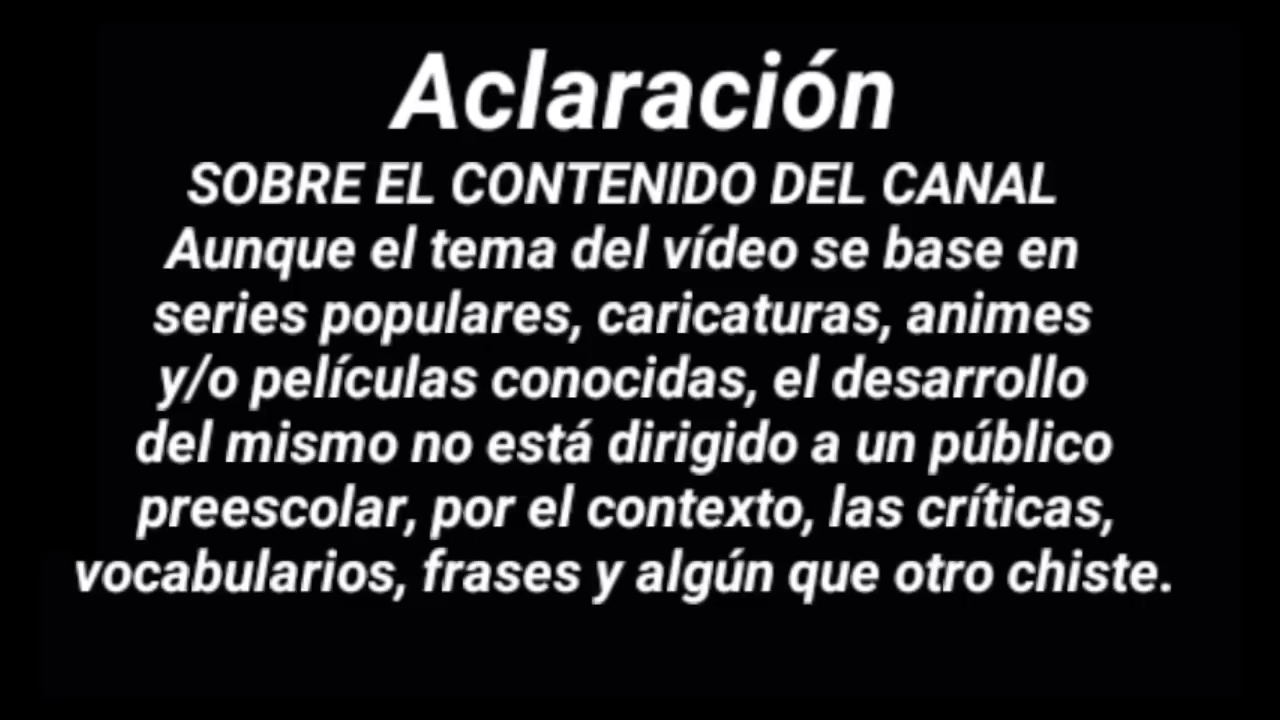 Aclaración
SOBRE EL CONTENIDO DEL CANAL
Aunque el tema del vídeo se base en
series populares, caricaturas, animes
y/o películas conocidas, el desarrollo
del mismo no está dirigido a un público
preescolar, por el contexto, las críticas,
vocabularios, frases y algún que otro chiste.